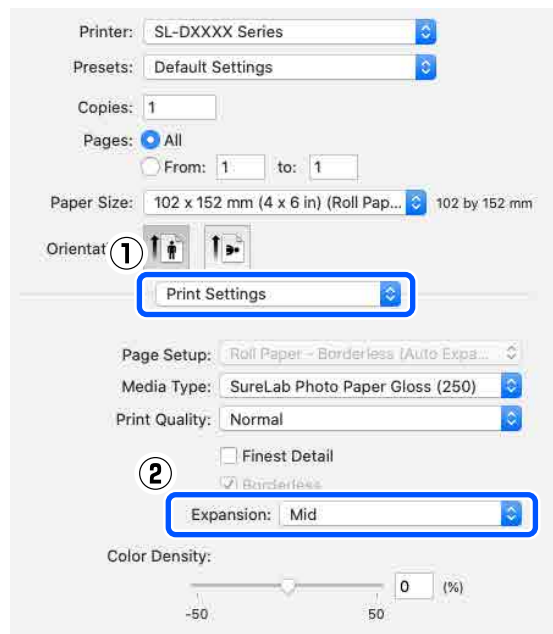 Printer: SL-DXXXX Series
Presets: Default Settings
Copies: 1
Pages: All
From: 1 to: 1
Paper Size: 102 x 152 mm (4 x 6 in) (Roll Pap... 102 by 152 mm
Orientat
①
Print Settings
Page Setup: Roll Paper - Borderless (Auto Expa...
Media Type: SureLab Photo Paper Gloss (250)
Print Quality: Normal
Finest Detail
②
Borderless
Expansion: Mid
Color Density:
0 (%)
-50 50